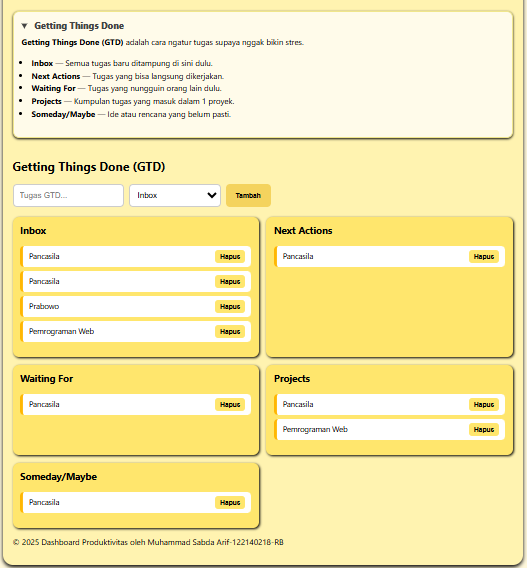 ▼ Getting Things Done
Getting Things Done (GTD) adalah cara ngatur tugas supaya nggak bikin stres.
• Inbox — Semua tugas baru ditampung di sini dulu.
• Next Actions — Tugas yang bisa langsung dikerjakan.
• Waiting For — Tugas yang nungguin orang lain dulu.
• Projects — Kumpulan tugas yang masuk dalam 1 proyek.
• Someday/Maybe — Ide atau rencana yang belum pasti.
Getting Things Done (GTD)
Tugas GTD... Inbox Tambah
Inbox
Pancasila Hapus
Pancasila Hapus
Prabowo Hapus
Pemrograman Web Hapus
Next Actions
Pancasila Hapus
Waiting For
Pancasila Hapus
Projects
Pancasila Hapus
Pemrograman Web Hapus
Someday/Maybe
Pancasila Hapus
© 2025 Dashboard Produktivitas oleh Muhammad Sabda Arif-122140218-RB